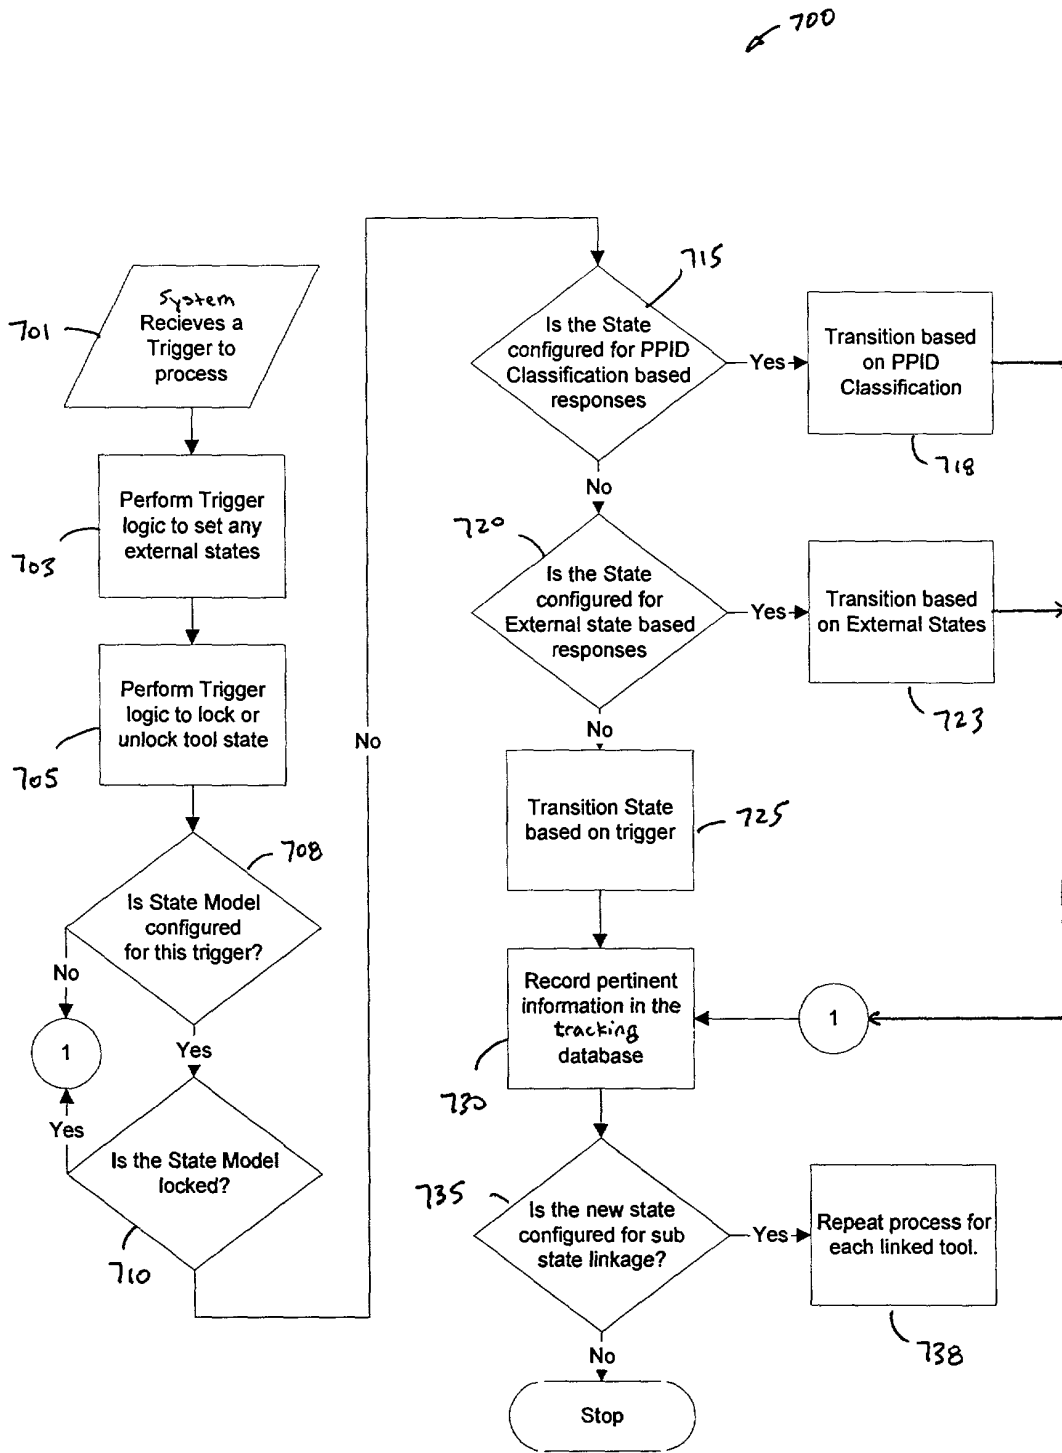 700
System
Recieves a
Trigger to
process
701
Perform Trigger
logic to set any
external states
703
Perform Trigger
logic to lock or
unlock tool state
705
708
Is State Model
configured
for this trigger?
No
1
Yes
Yes
Is the State Model
locked?
710
No
715
Is the State
configured for PPID
Classification based
responses
Yes
Transition based
on PPID
Classification
718
No
720
Is the State
configured for
External state based
responses
Yes
Transition based
on External States
723
No
Transition State
based on trigger
725
Record pertinent
information in the
tracking
database
730
1
735
Is the new state
configured for sub
state linkage?
Yes
Repeat process for
each linked tool.
738
No
Stop